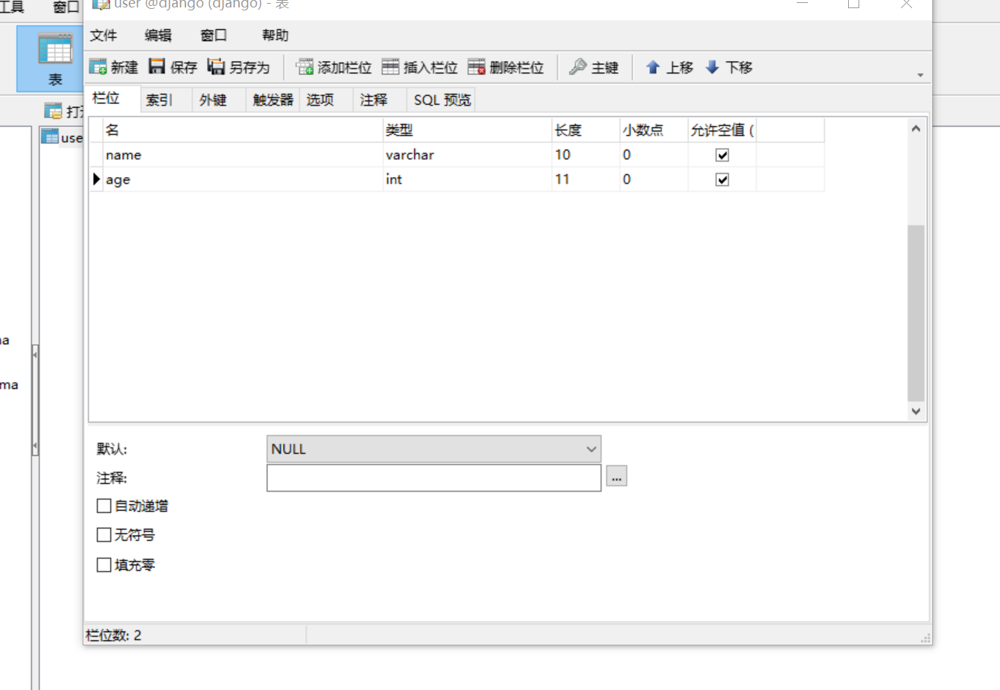 工具 窗口
user @django (django) - 表
文件 编辑 窗口 帮助
表
新建 保存 另存为 添加栏位 插入栏位 删除栏位 主键 上移 下移
栏位 索引 外键 触发器 选项 注释 SQL 预览
打开
use
名 类型 长度 小数点 允许空值 (
name varchar 10 0
age int 11 0
na
ma
默认: NULL
注释: ...
自动递增
无符号
填充零
栏位数: 2